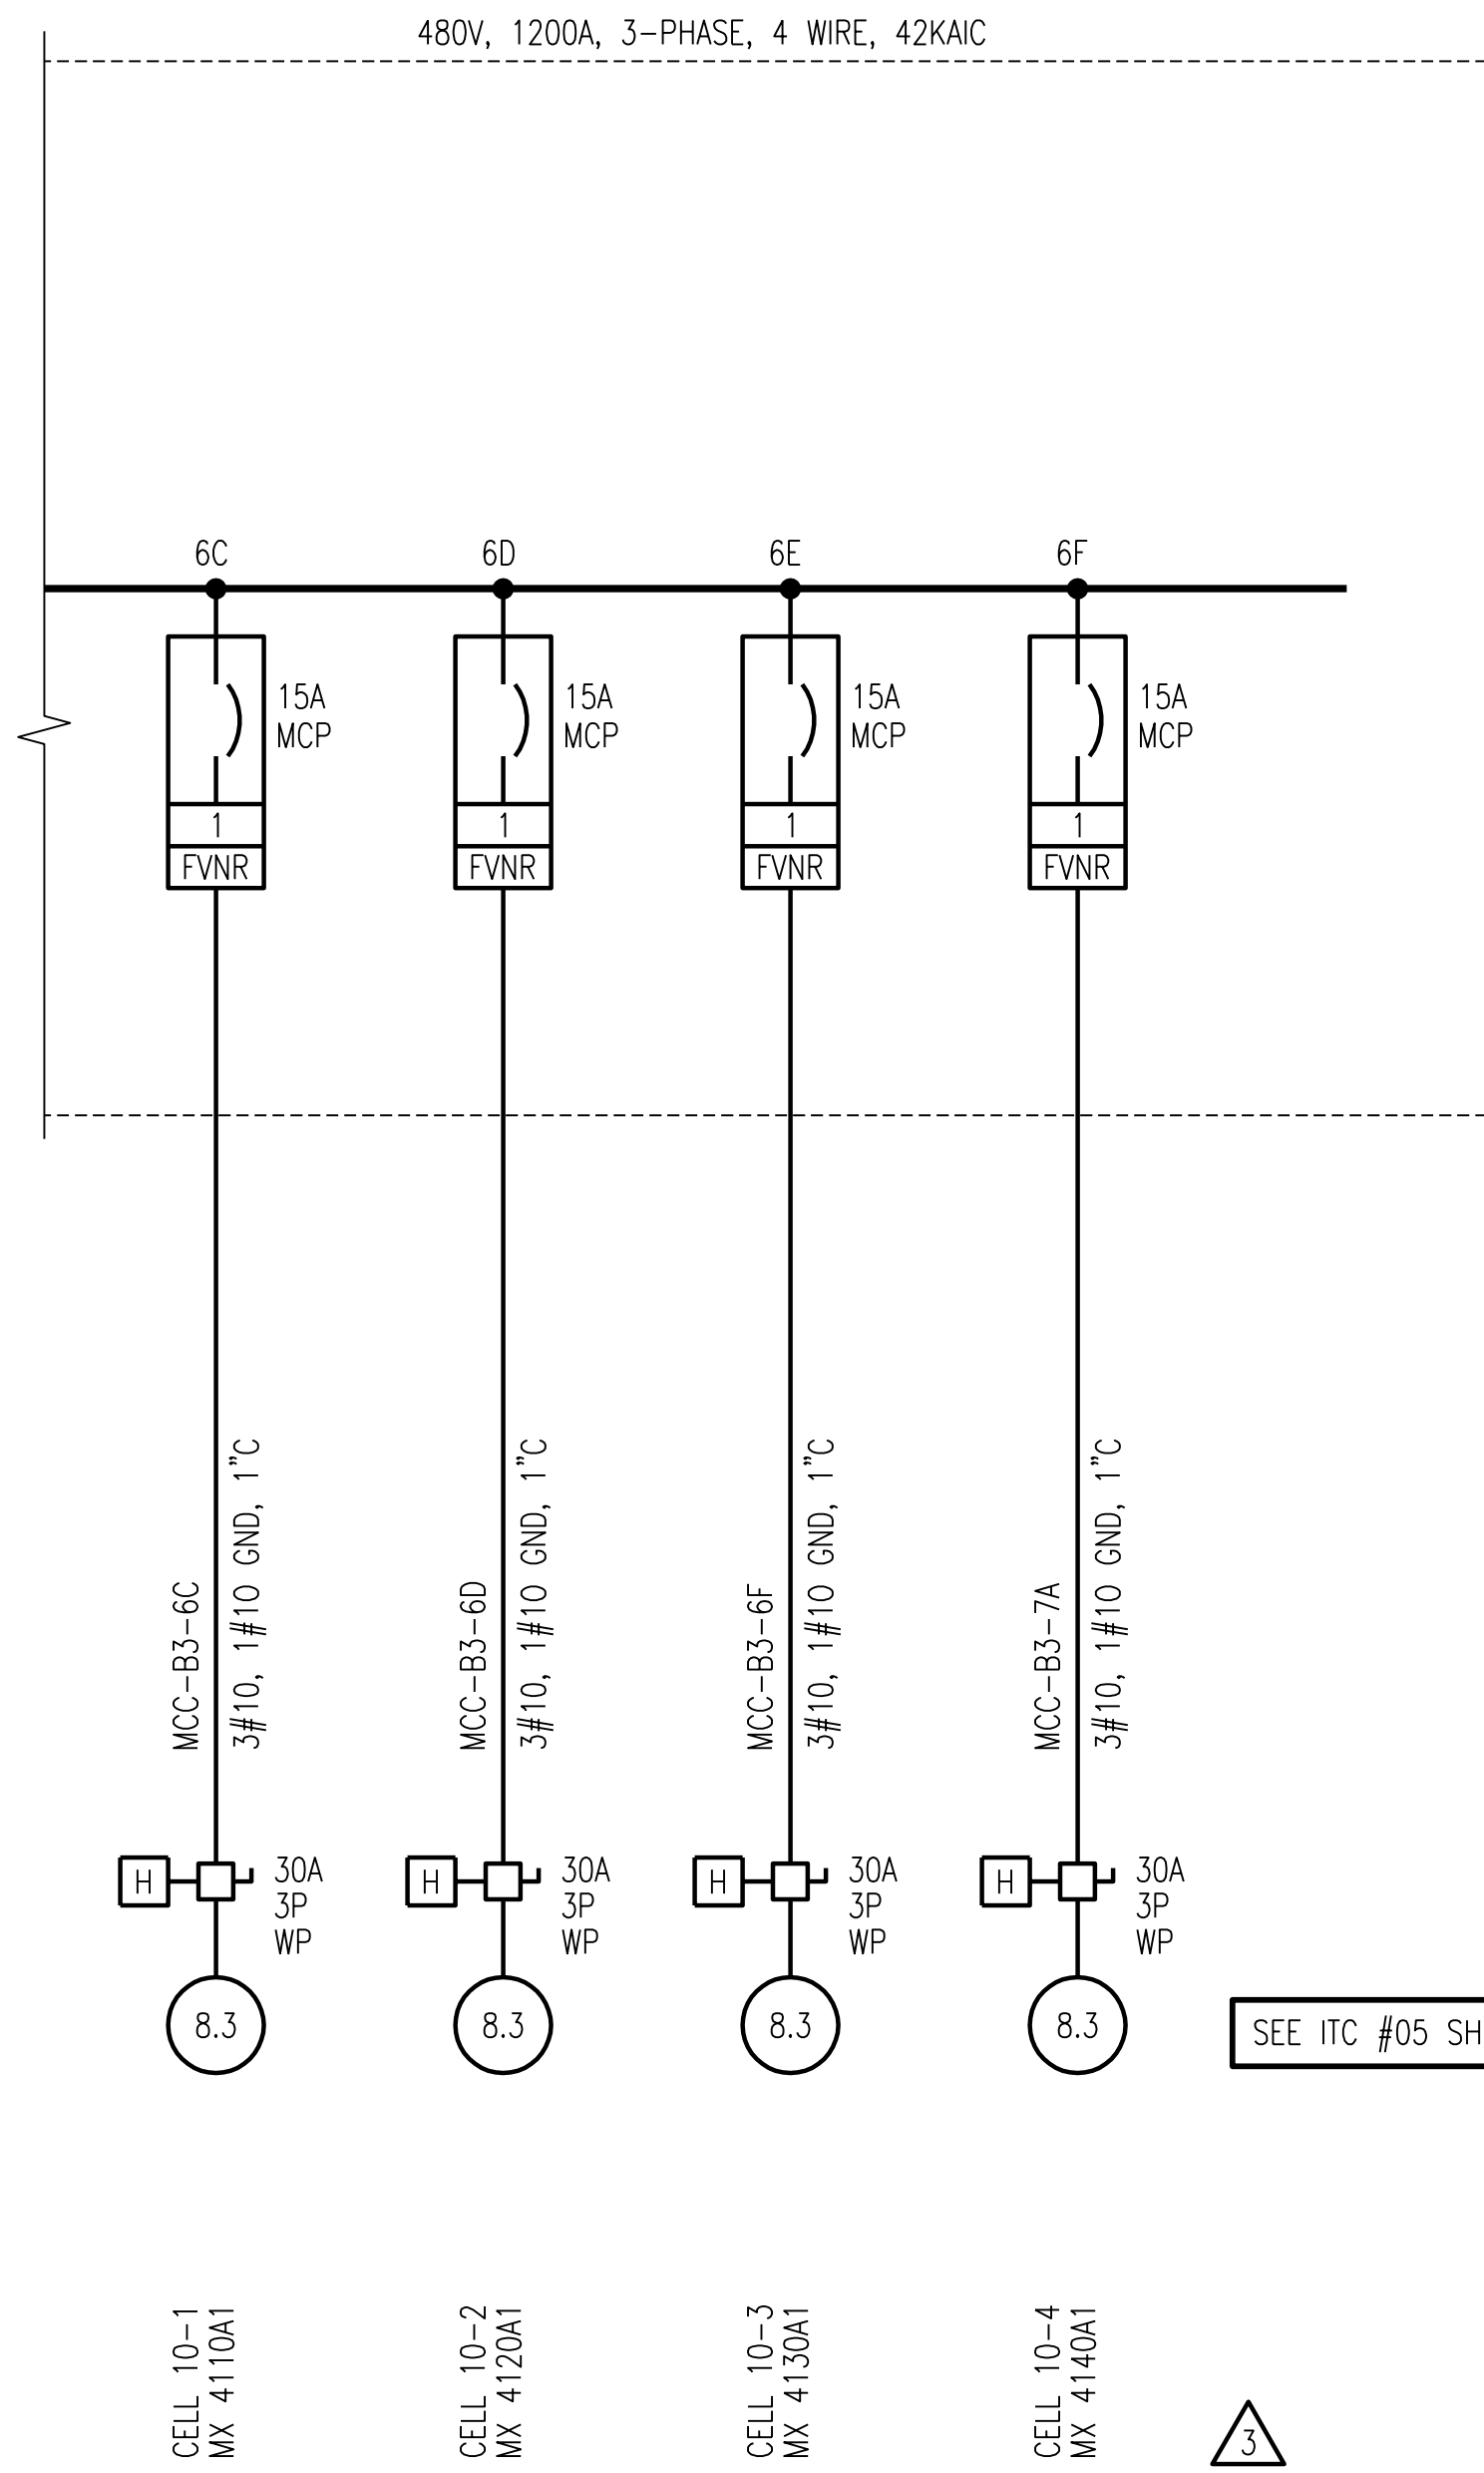 480V, 1200A, 3-PHASE, 4 WIRE, 42KAIC
6C
6D
6E
6F
15A
MCP
15A
MCP
15A
MCP
15A
MCP
1
FVNR
1
FVNR
1
FVNR
1
FVNR
MCC-B3-6C
3#10, 1#10 GND, 1"C
MCC-B3-6D
3#10, 1#10 GND, 1"C
MCC-B3-6F
3#10, 1#10 GND, 1"C
MCC-B3-7A
3#10, 1#10 GND, 1"C
H
30A
3P
WP
H
30A
3P
WP
H
30A
3P
WP
H
30A
3P
WP
8.3
8.3
8.3
8.3
SEE ITC #05 SH
CELL 10-1
MX 4110A1
CELL 10-2
MX 4120A1
CELL 10-3
MX 4130A1
CELL 10-4
MX 4140A1
3